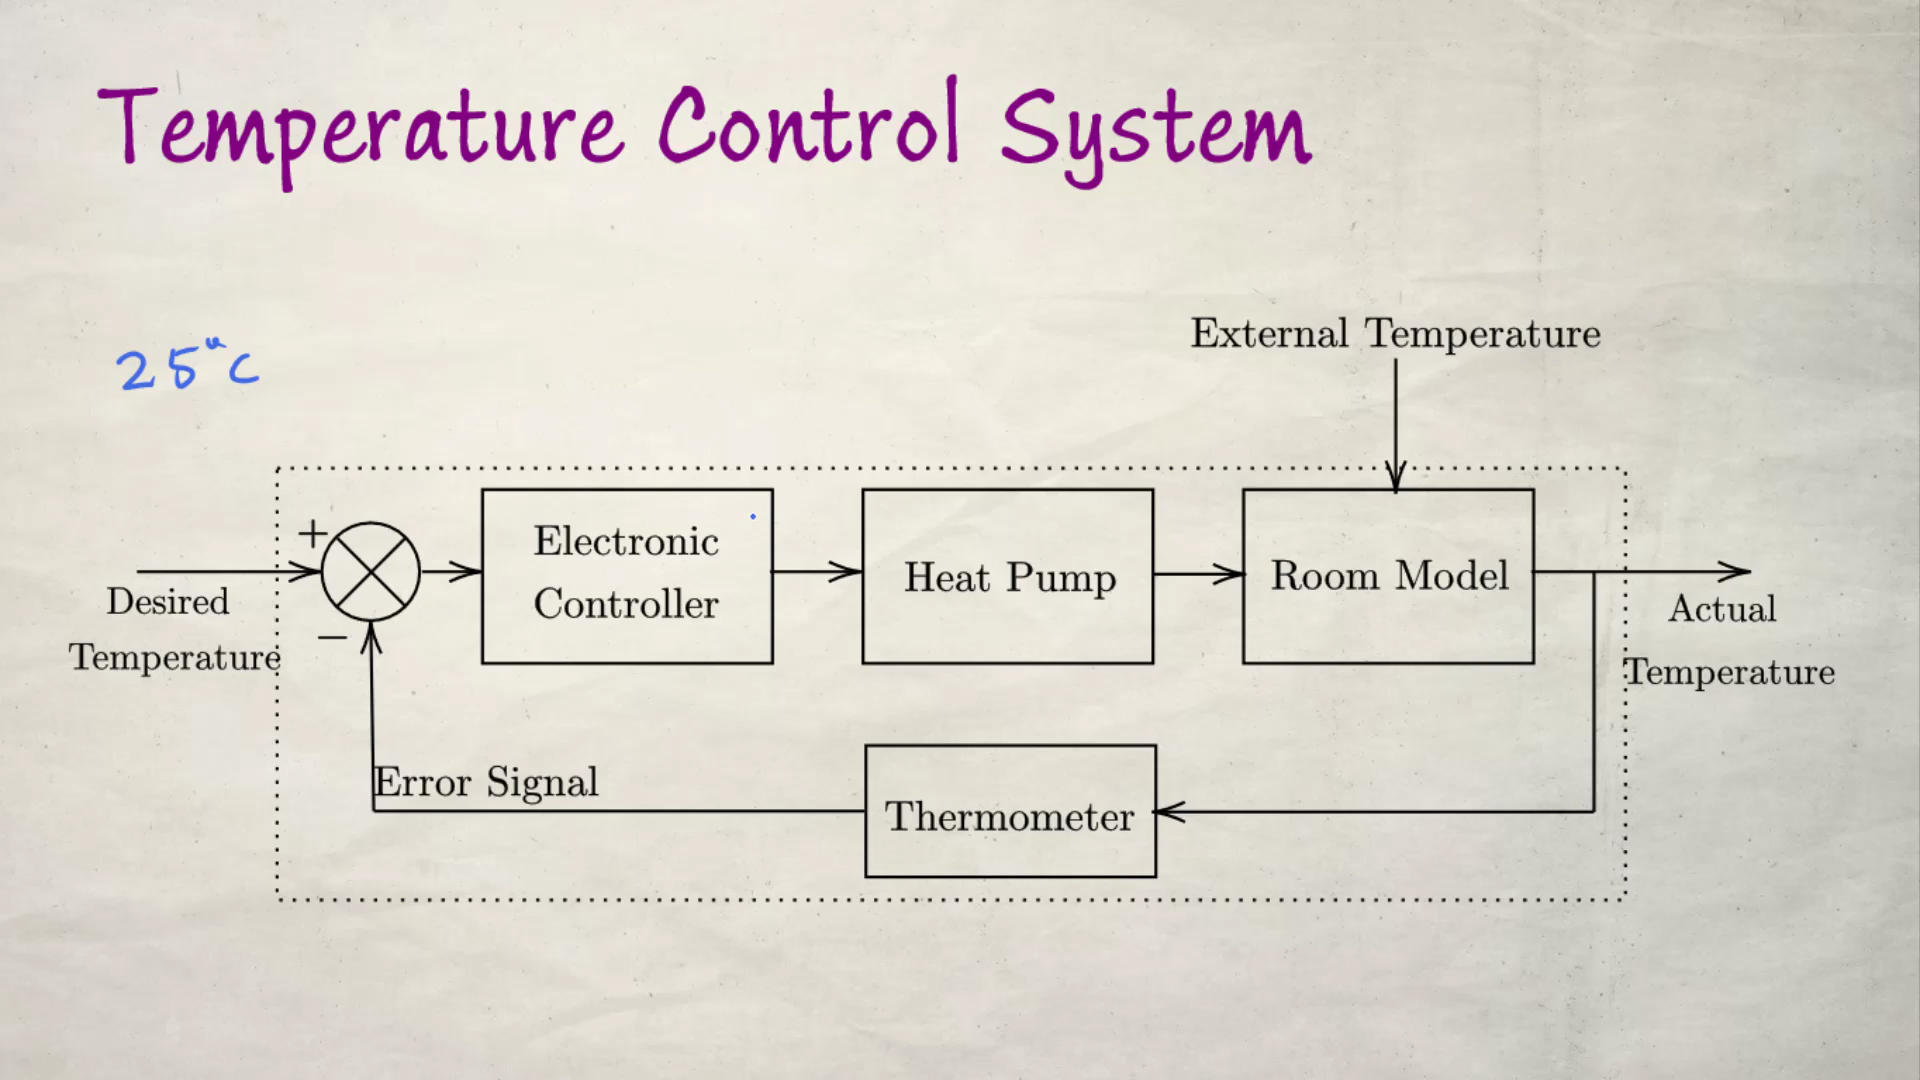 Temperature Control System
External Temperature
25°C
+
Electronic
Controller
Heat Pump
Room Model
Desired
Temperature
−
Actual
Temperature
Error Signal
Thermometer